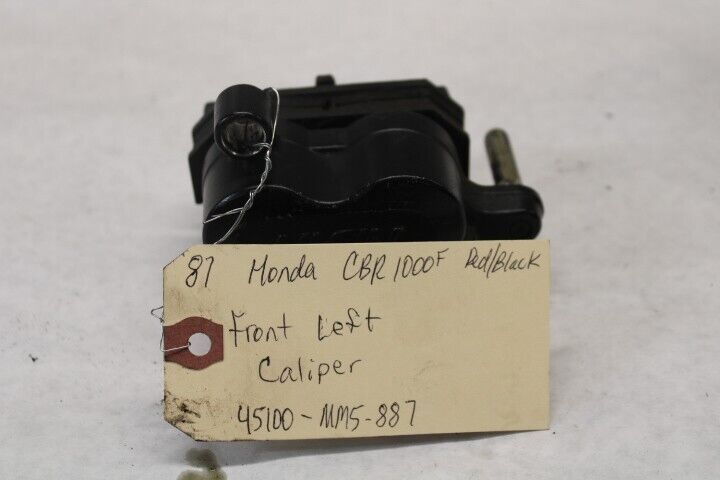 87 Honda CBR1000F Red/Black
Front Left
Caliper
45100-MM5-887